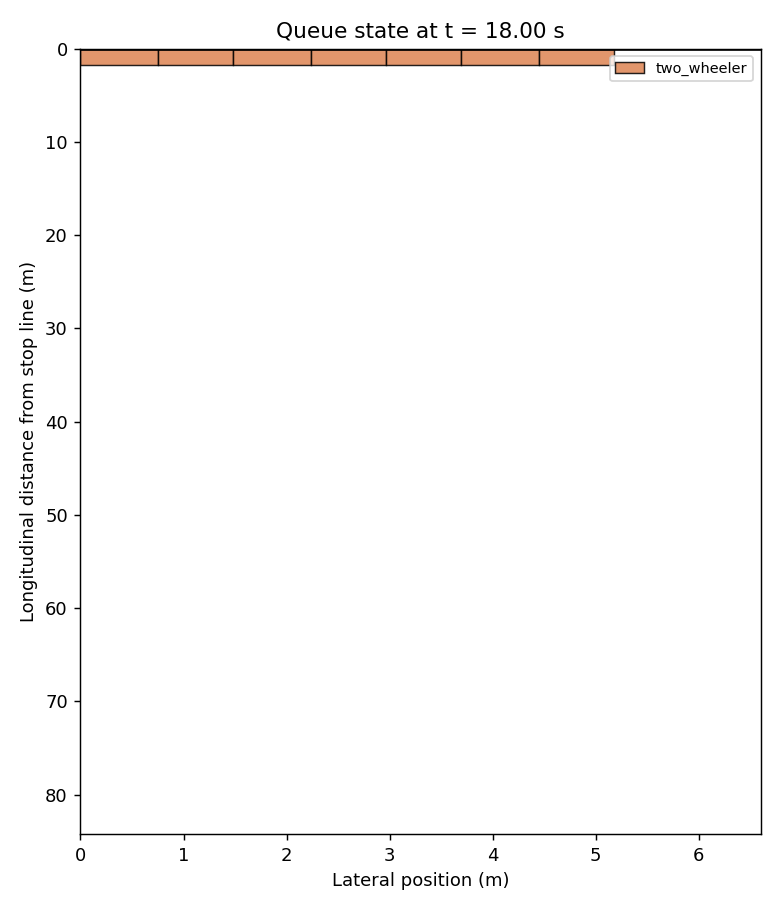 Queue state at t = 18.00 s
two_wheeler
Longitudinal distance from stop line (m)
0
10
20
30
40
50
60
70
80
0 1 2 3 4 5 6
Lateral position (m)